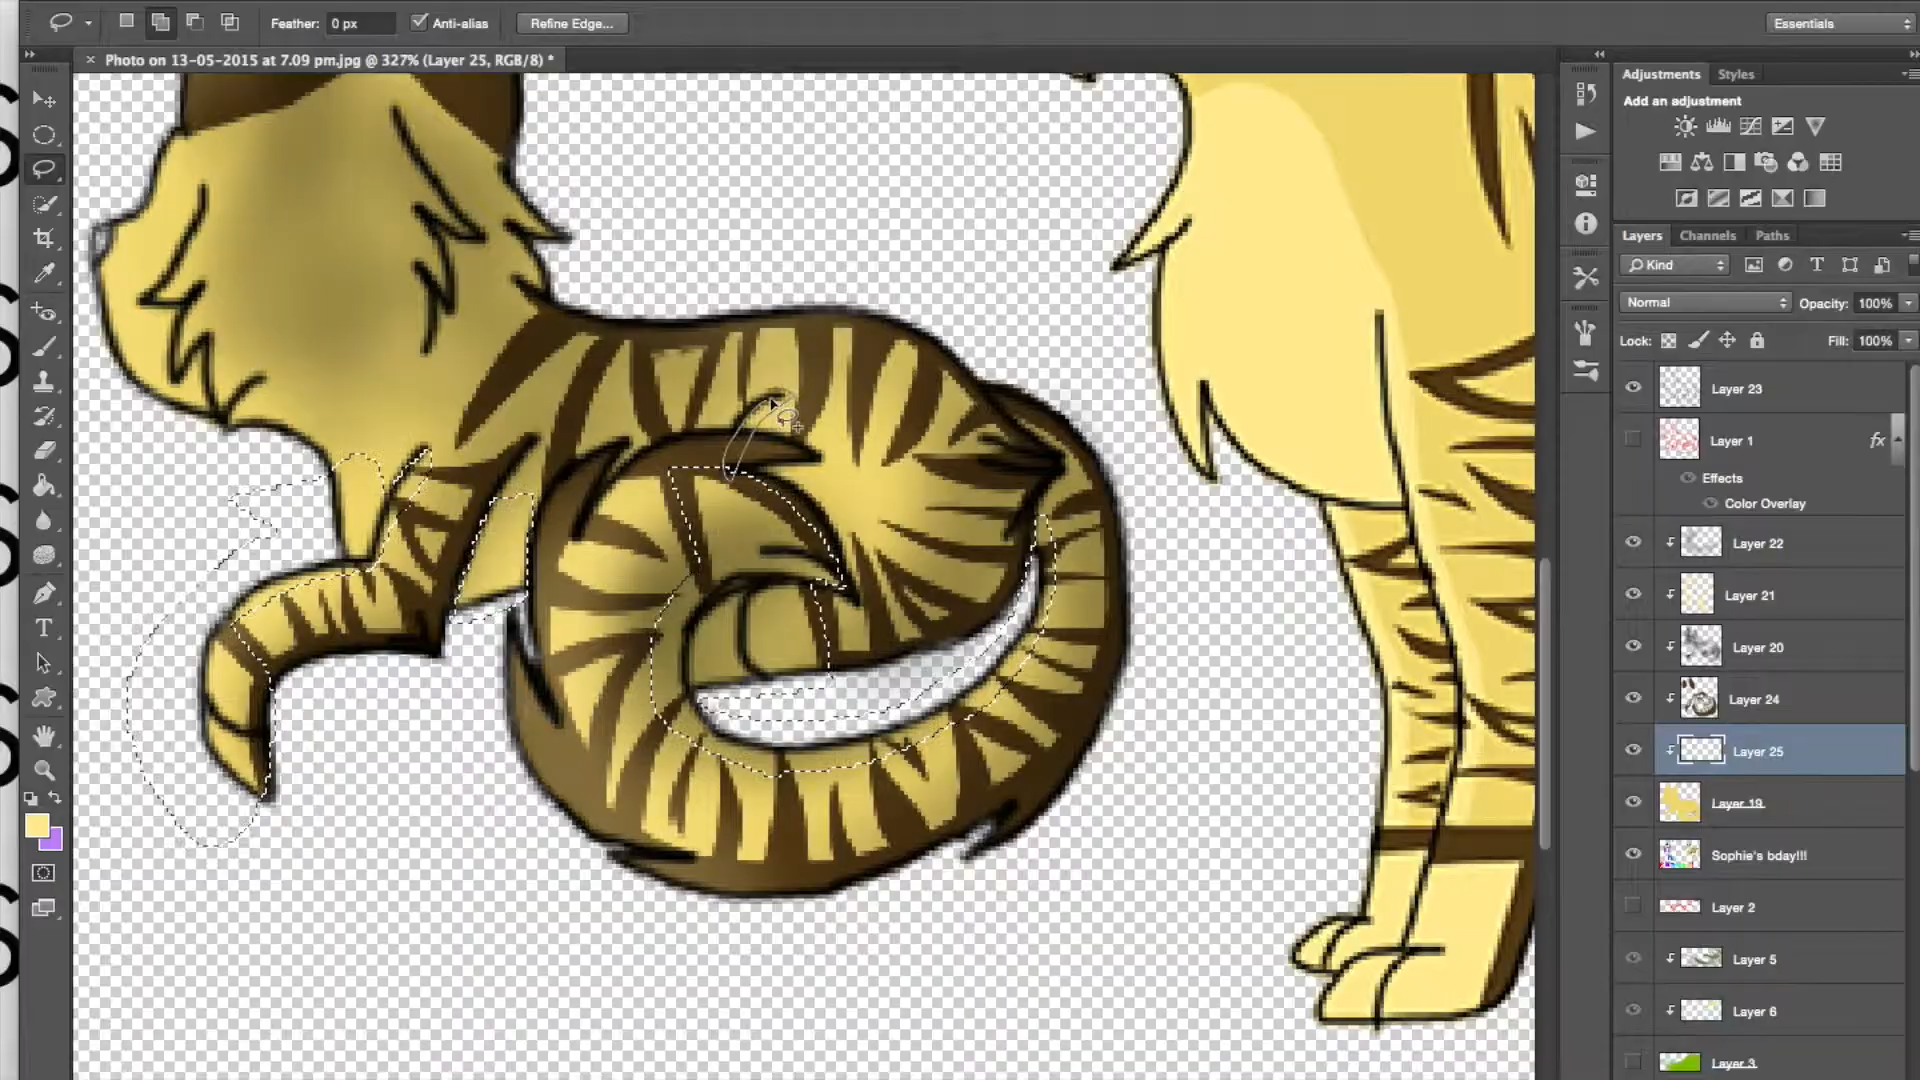 Feather: 0 px Anti-alias Refine Edge... Essentials
Photo on 13-05-2015 at 7.09 pm.jpg @ 327% (Layer 25, RGB/8) *
Adjustments Styles
Add an adjustment
Layers Channels Paths
Kind
Normal Opacity: 100%
Lock: Fill: 100%
Layer 23
Layer 1 fx
Effects
Color Overlay
Layer 22
Layer 21
Layer 20
Layer 24
Layer 25
Layer 19
Sophie's bday!!!
Layer 2
Layer 5
Layer 6
Layer 3